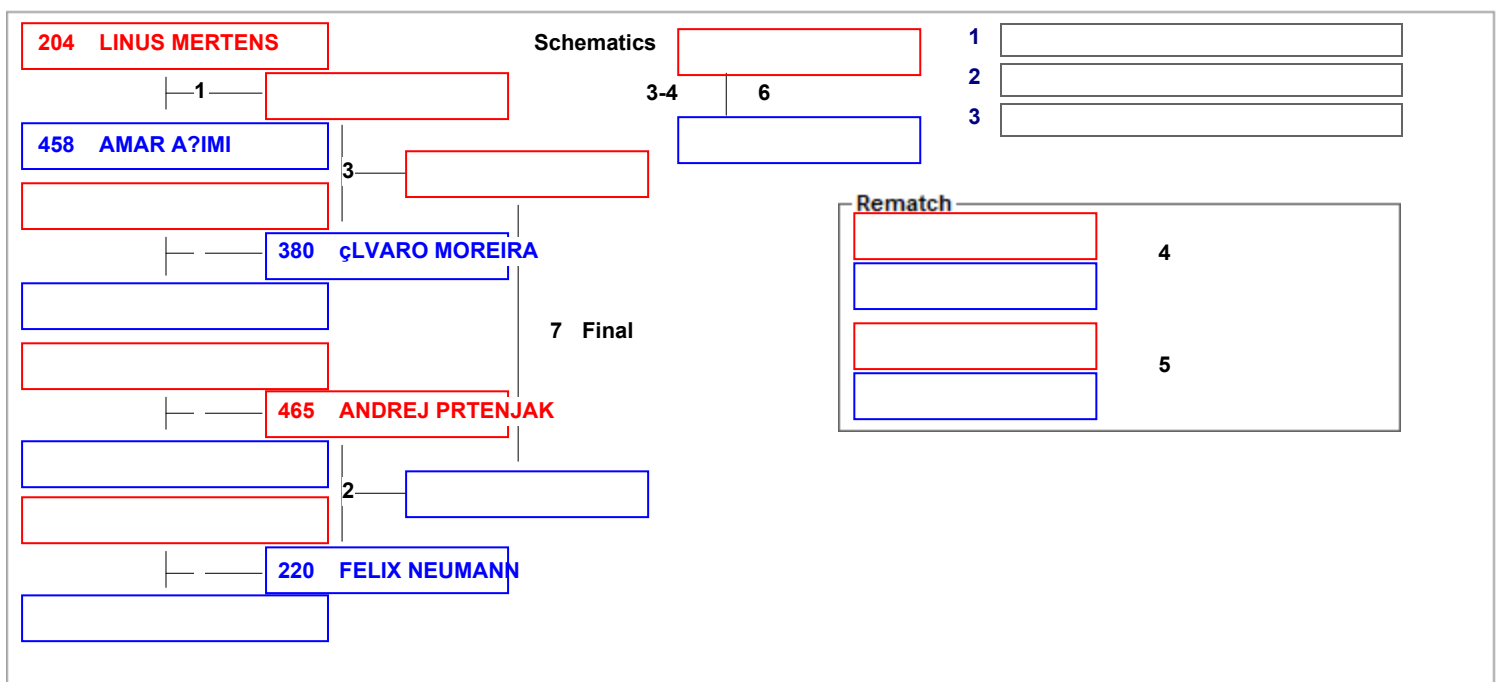 204 LINUS MERTENS
Schematics
1
1
3-4 6
2
3
458 AMAR A?IMI
3
Rematch
380 çLVARO MOREIRA
4
7 Final
5
465 ANDREJ PRTENJAK
2
220 FELIX NEUMANN